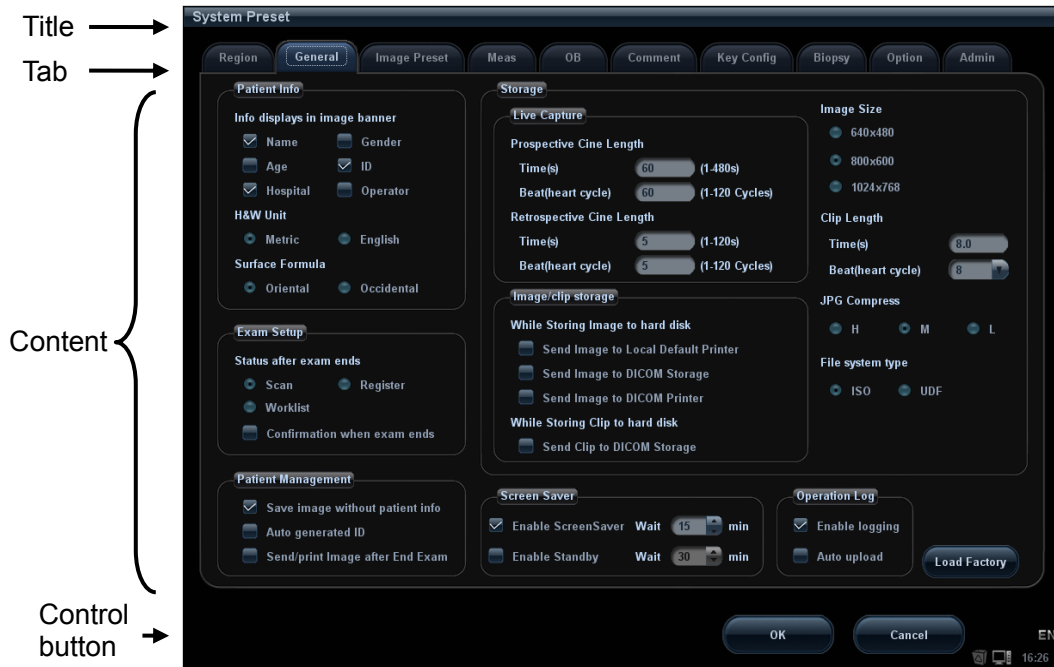 Title
Tab
Content
Control
button
System Preset
Region General Image Preset Meas OB Comment Key Config Biopsy Option Admin
Patient Info
Info displays in image banner
Name Gender
Age ID
Hospital Operator
H&W Unit
Metric English
Surface Formula
Oriental Occidental
Exam Setup
Status after exam ends
Scan Register
Worklist
Confirmation when exam ends
Patient Management
Save image without patient info
Auto generated ID
Send/print Image after End Exam
Storage
Live Capture
Prospective Cine Length
Time(s) 60 (1-480s)
Beat(heart cycle) 60 (1-120 Cycles)
Retrospective Cine Length
Time(s) 5 (1-120s)
Beat(heart cycle) 5 (1-120 Cycles)
Image/clip storage
While Storing Image to hard disk
Send Image to Local Default Printer
Send Image to DICOM Storage
Send Image to DICOM Printer
While Storing Clip to hard disk
Send Clip to DICOM Storage
Image Size
640x480
800x600
1024x768
Clip Length
Time(s) 8.0
Beat(heart cycle) 8
JPG Compress
H M L
File system type
ISO UDF
Screen Saver
Enable ScreenSaver Wait 15 min
Enable Standby Wait 30 min
Operation Log
Enable logging
Auto upload
Load Factory
OK Cancel
EN
16:26